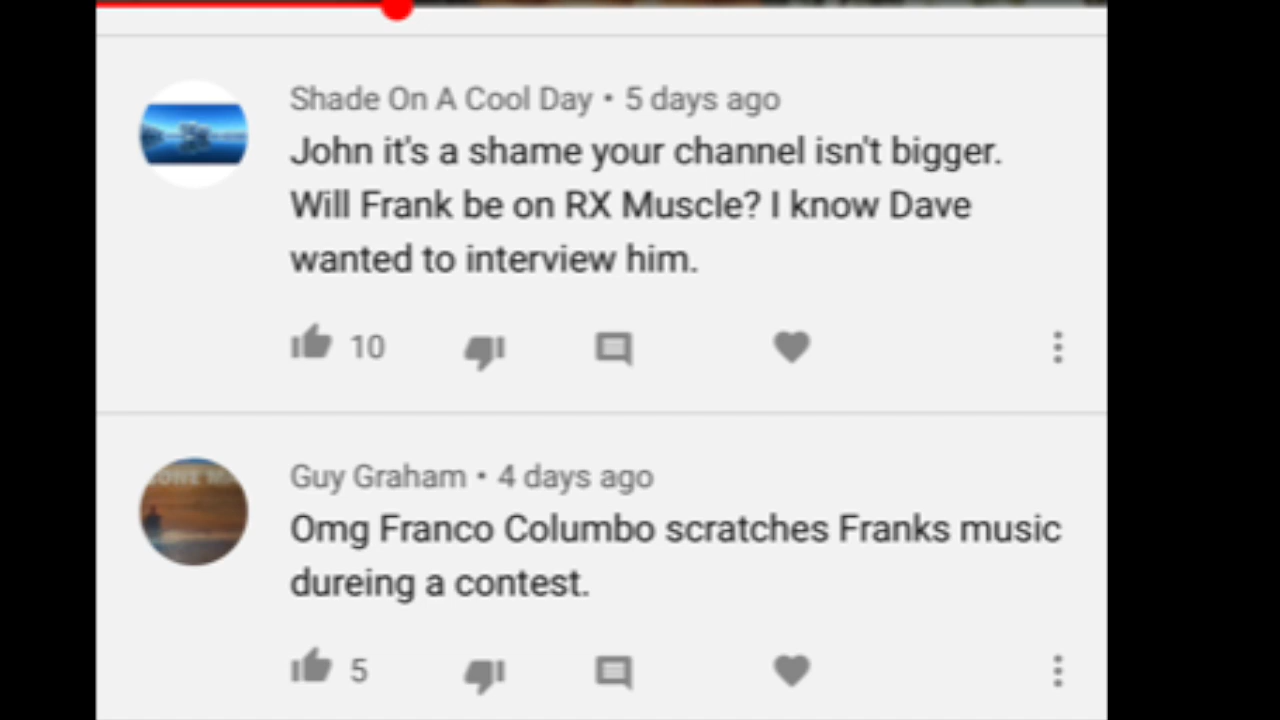 Shade On A Cool Day • 5 days ago
John it's a shame your channel isn't bigger.
Will Frank be on RX Muscle? I know Dave
wanted to interview him.
10
Guy Graham • 4 days ago
Omg Franco Columbo scratches Franks music
dureing a contest.
5